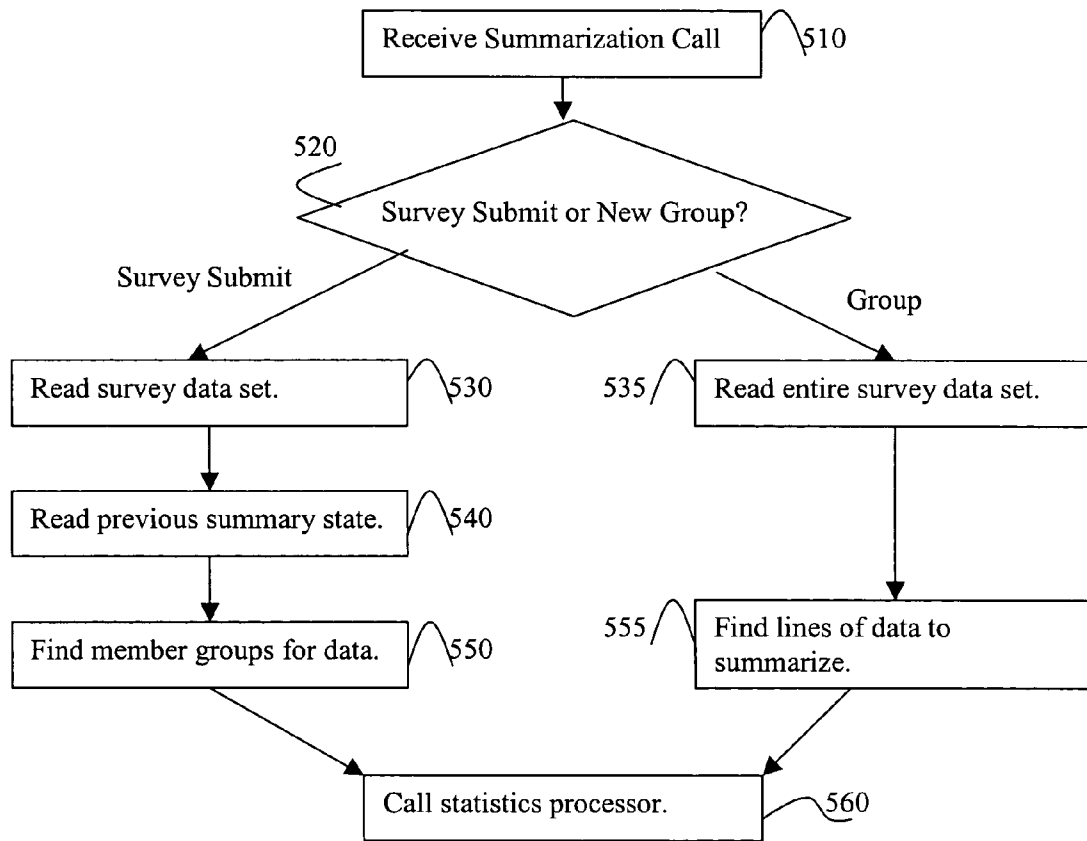 Receive Summarization Call
510
520
Survey Submit or New Group?
Survey Submit
Group
Read survey data set.
530
535
Read entire survey data set.
Read previous summary state.
540
Find member groups for data.
550
555
Find lines of data to
summarize.
Call statistics processor.
560